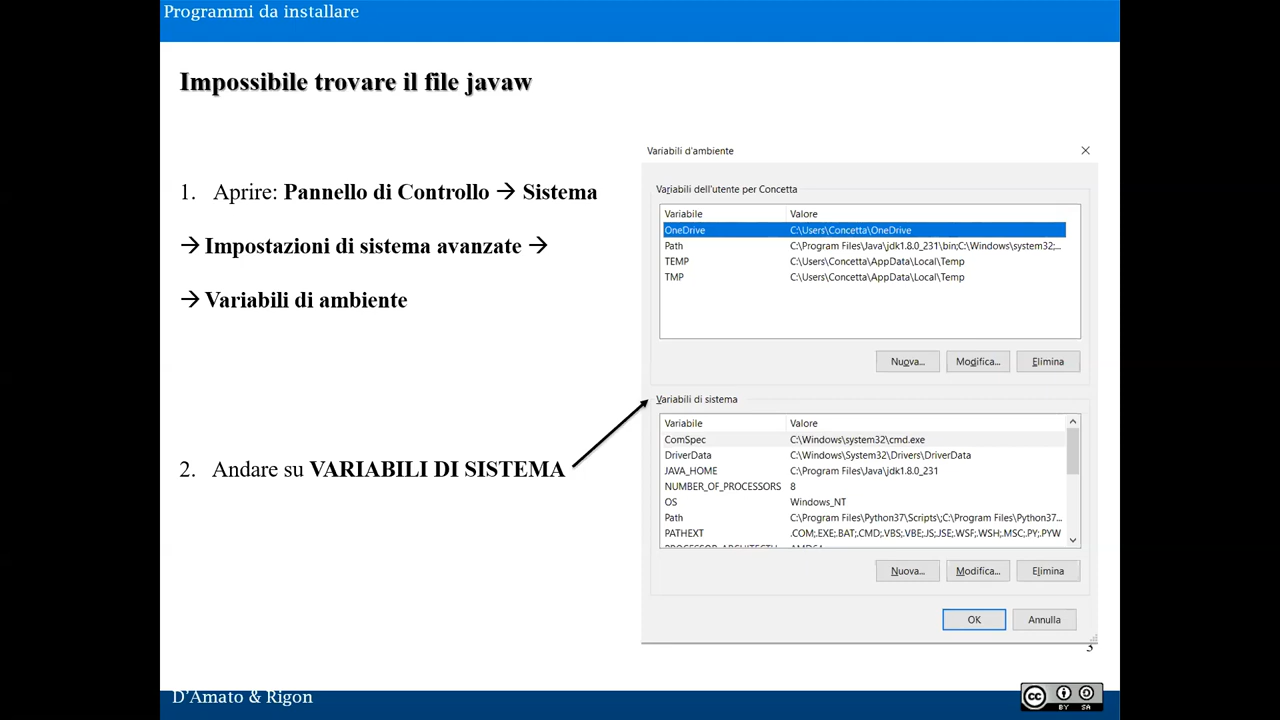 Programmi da installare
Impossibile trovare il file javaw
1. Aprire: Pannello di Controllo → Sistema
→ Impostazioni di sistema avanzate →
→ Variabili di ambiente
2. Andare su VARIABILI DI SISTEMA
Variabili d'ambiente
Variabili dell'utente per Concetta
Variabile Valore
OneDrive C:\Users\Concetta\OneDrive
Path C:\Program Files\Java\jdk1.8.0_231\bin;C:\Windows\system32;...
TEMP C:\Users\Concetta\AppData\Local\Temp
TMP C:\Users\Concetta\AppData\Local\Temp
Nuova... Modifica... Elimina
Variabili di sistema
Variabile Valore
ComSpec C:\Windows\system32\cmd.exe
DriverData C:\Windows\System32\Drivers\DriverData
JAVA_HOME C:\Program Files\Java\jdk1.8.0_231
NUMBER_OF_PROCESSORS 8
OS Windows_NT
Path C:\Program Files\Python37\Scripts\;C:\Program Files\Python37...
PATHEXT .COM;.EXE;.BAT;.CMD;.VBS;.VBE;.JS;.JSE;.WSF;.WSH;.MSC;.PY;.PYW
Nuova... Modifica... Elimina
OK Annulla
D'Amato & Rigon
cc BY SA